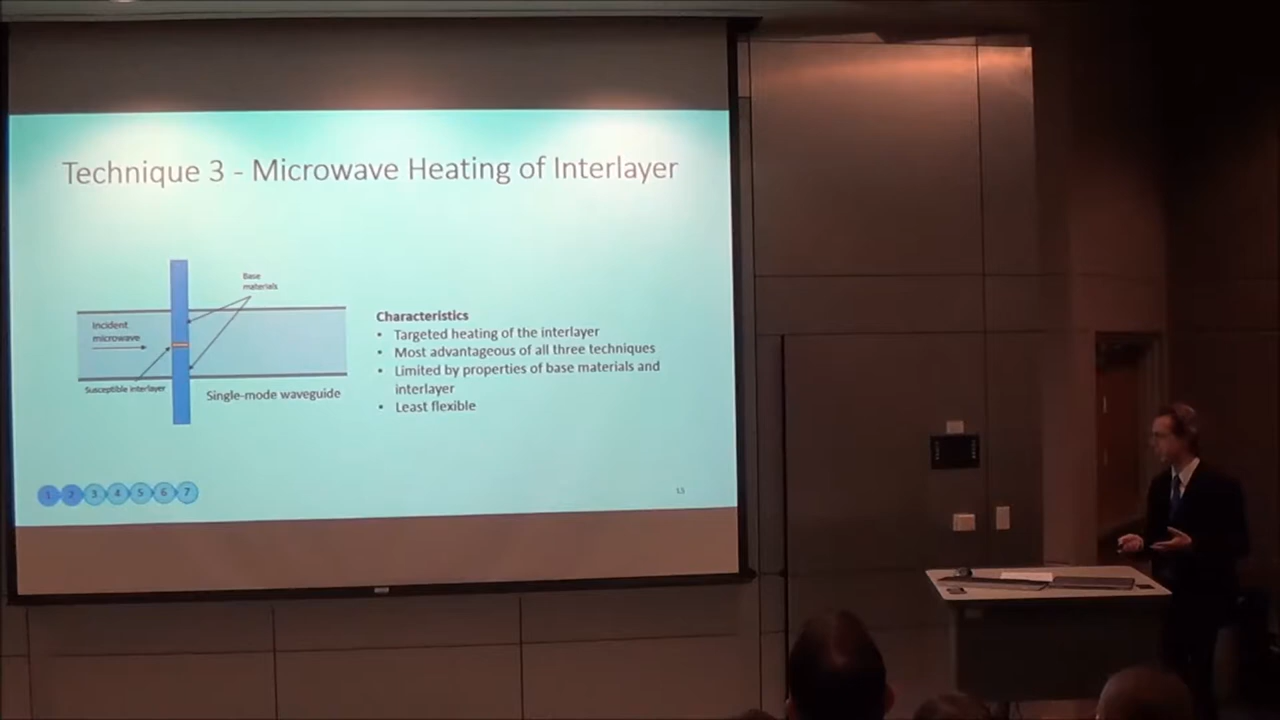 Technique 3 - Microwave Heating of Interlayer
Base
materials
Incident
microwave
Susceptible interlayer
Single-mode waveguide
Characteristics
• Targeted heating of the interlayer
• Most advantageous of all three techniques
• Limited by properties of base materials and
interlayer
• Least flexible
1 2 3 4 5 6 7
13